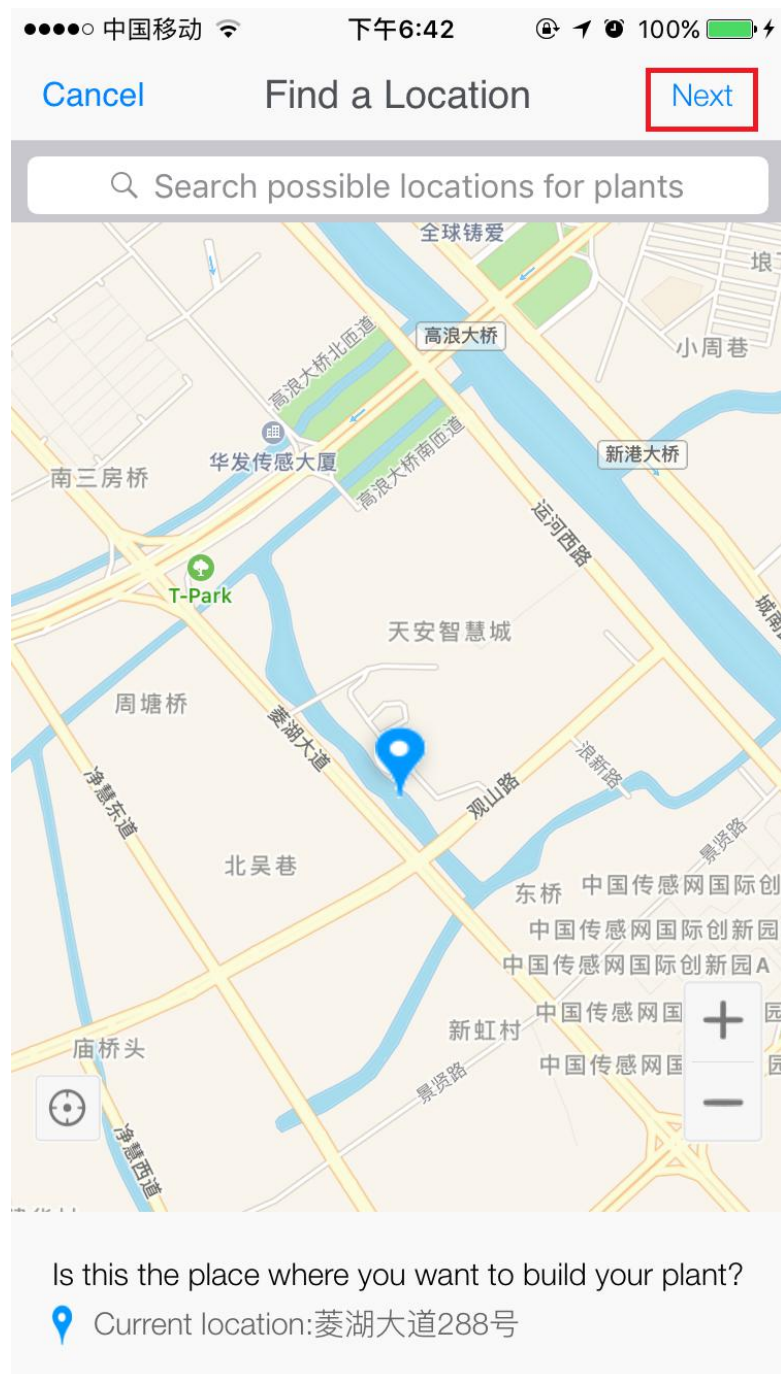 中国移动 下午6:42 100%
Cancel Find a Location Next
Search possible locations for plants
全球铸爱
高浪大桥北匝道
高浪大桥
小周巷
华发传感大厦
南三房桥
高浪大桥南匝道
新港大桥
运河西路
T-Park
天安智慧城
周塘桥
菱湖大道
浪新路
净慧东道
观山路
景贤路
北吴巷
东桥
中国传感网国际创
中国传感网国际创新园
中国传感网国际创新园A
中国传感网国
新虹村
中国传感网国
庙桥头
景贤路
净慧西道
Is this the place where you want to build your plant?
Current location:菱湖大道288号